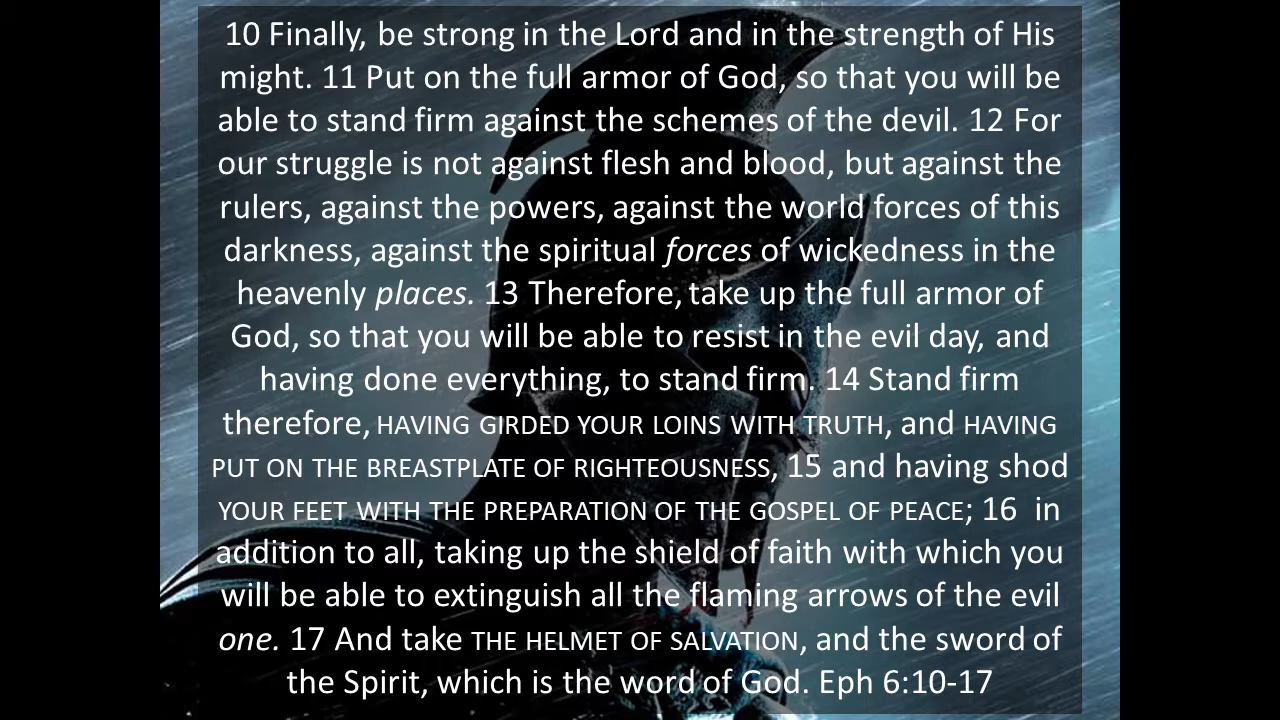 10 Finally, be strong in the Lord and in the strength of His
might. 11 Put on the full armor of God, so that you will be
able to stand firm against the schemes of the devil. 12 For
our struggle is not against flesh and blood, but against the
rulers, against the powers, against the world forces of this
darkness, against the spiritual forces of wickedness in the
heavenly places. 13 Therefore, take up the full armor of
God, so that you will be able to resist in the evil day, and
having done everything, to stand firm. 14 Stand firm
therefore, HAVING GIRDED YOUR LOINS WITH TRUTH, and HAVING
PUT ON THE BREASTPLATE OF RIGHTEOUSNESS, 15 and having shod
YOUR FEET WITH THE PREPARATION OF THE GOSPEL OF PEACE; 16 in
addition to all, taking up the shield of faith with which you
will be able to extinguish all the flaming arrows of the evil
one. 17 And take THE HELMET OF SALVATION, and the sword of
the Spirit, which is the word of God. Eph 6:10-17